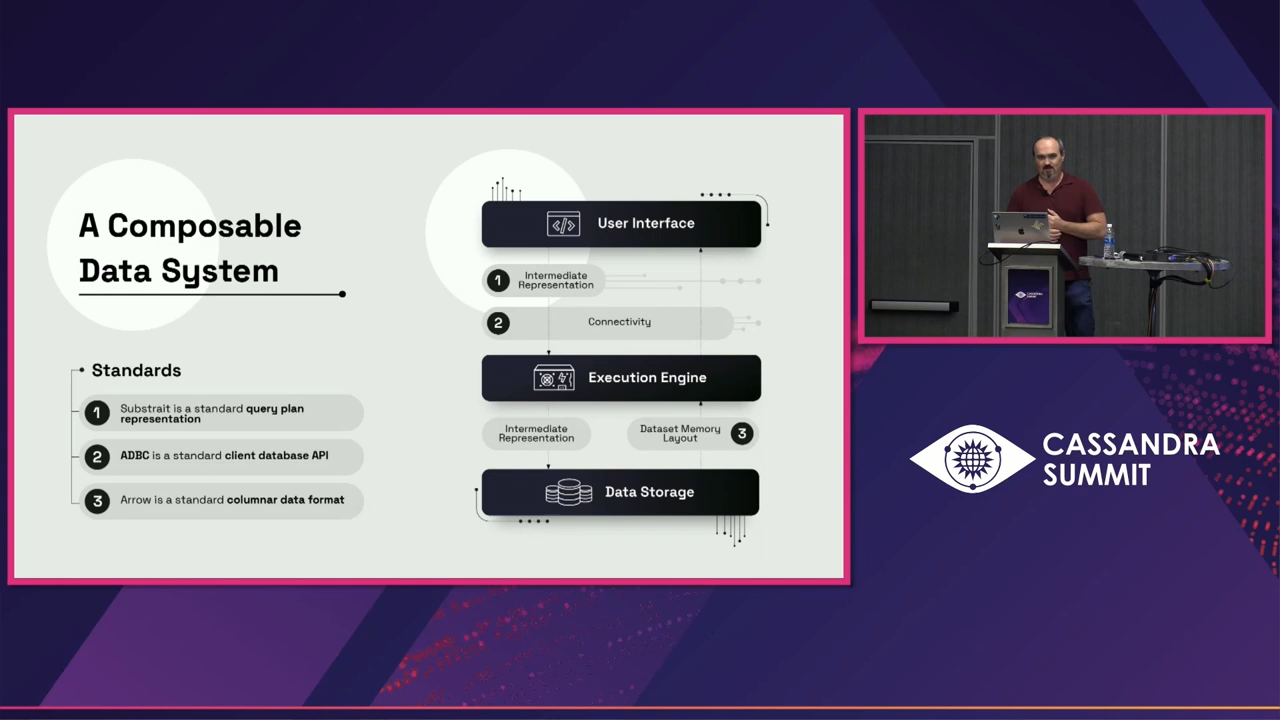 A Composable
Data System
Standards
1 Substrait is a standard query plan
representation
2 ADBC is a standard client database API
3 Arrow is a standard columnar data format
</> User Interface
1 Intermediate
Representation
2 Connectivity
Execution Engine
Intermediate
Representation
Dataset Memory
Layout 3
Data Storage
CASSANDRA
SUMMIT
CASSANDRA
SUMMIT